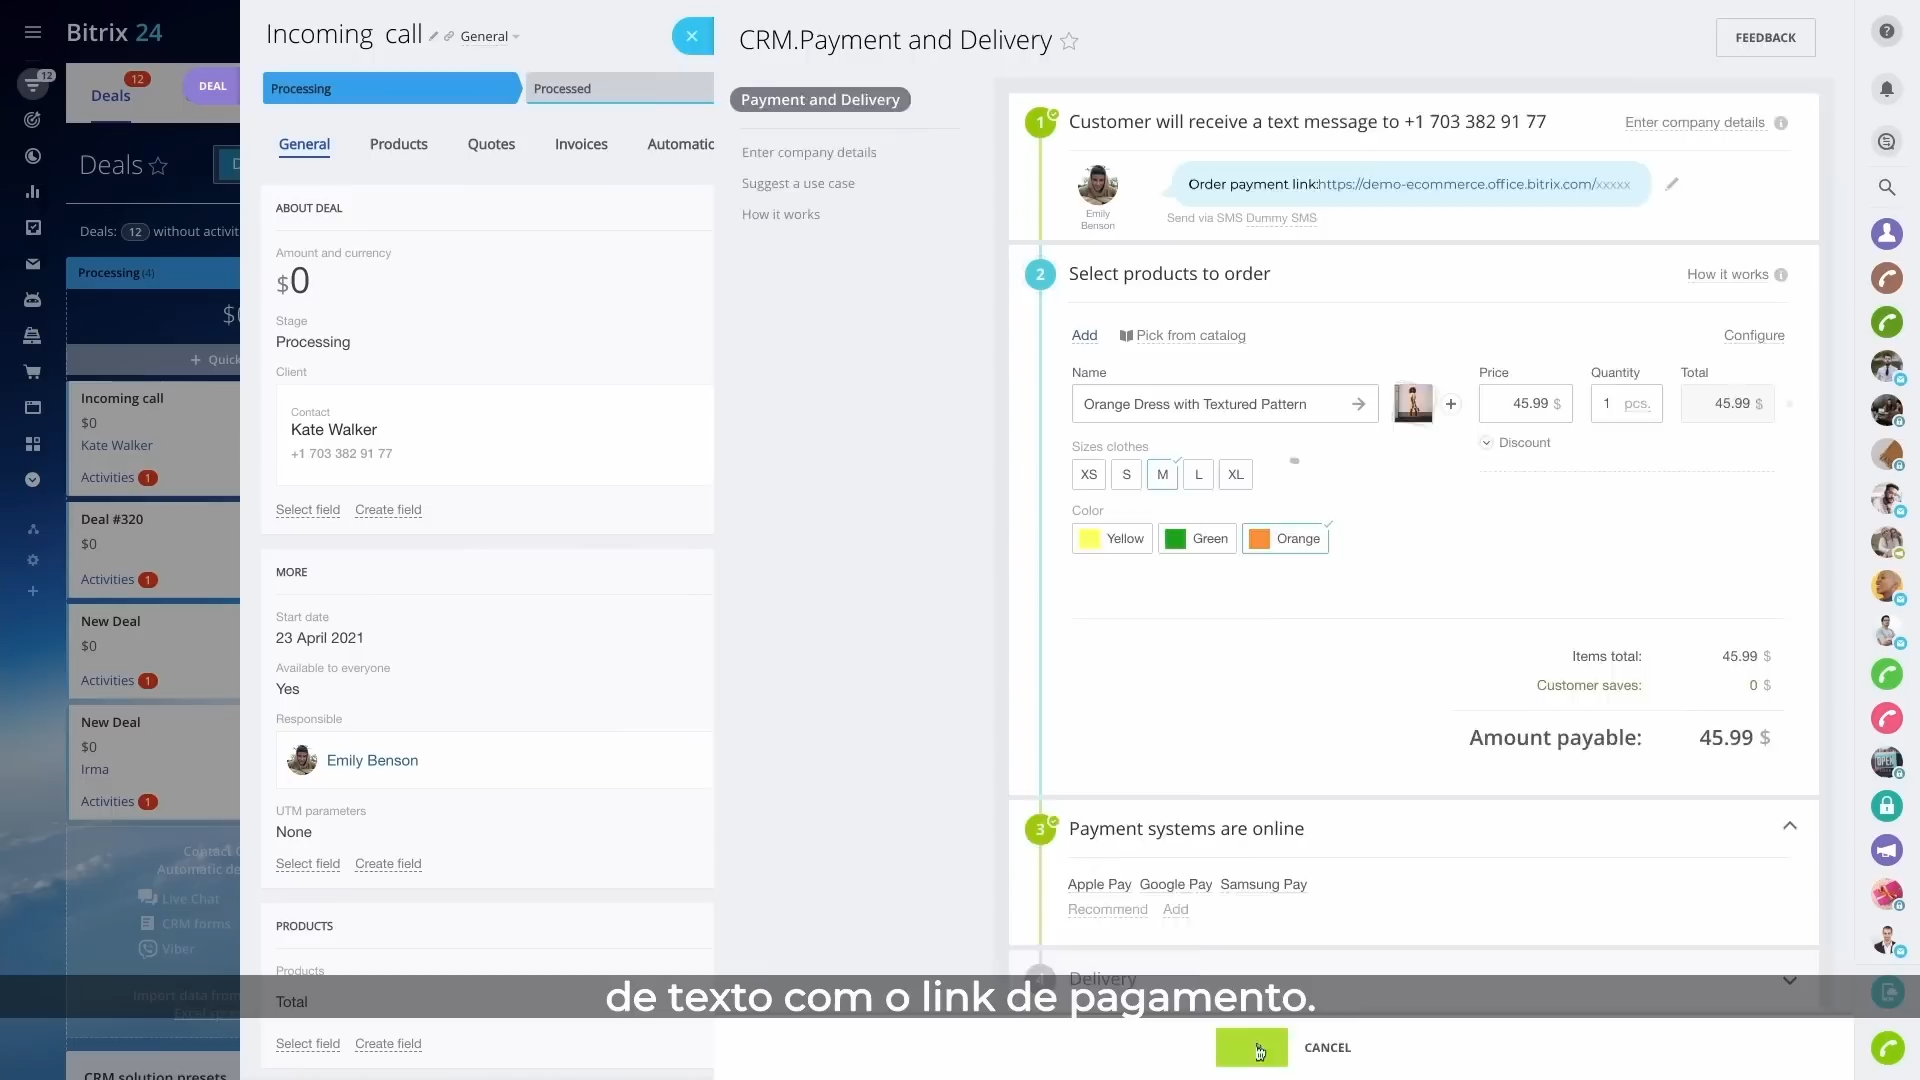 Bitrix 24
12
12
Deals
DEAL
Deals
D
Deals: 12 without activit
Processing (4)
+ Quick
Incoming call
$0
Kate Walker
Activities 1
Deal #320
$0
Activities 1
New Deal
$0
Activities 1
New Deal
$0
Irma
Activities 1
Live Chat
CRM forms
Viber
Import data from
CRM solution presets
Incoming call
General
Processing
Processed
General
Products
Quotes
Invoices
Automatic
ABOUT DEAL
Amount and currency
$0
Stage
Processing
Client
Contact
Kate Walker
+1 703 382 91 77
Select field
Create field
MORE
Start date
23 April 2021
Available to everyone
Yes
Responsible
Emily Benson
UTM parameters
None
Select field
Create field
PRODUCTS
Products
Total
Select field
Create field
CRM.Payment and Delivery
FEEDBACK
Payment and Delivery
Enter company details
Suggest a use case
How it works
1
Customer will receive a text message to +1 703 382 91 77
Enter company details
Order payment link:https://demo-ecommerce.office.bitrix.com/xxxxx
Emily
Benson
Send via SMS Dummy SMS
2
Select products to order
How it works
Add
Pick from catalog
Configure
Name
Price
Quantity
Total
Orange Dress with Textured Pattern
45.99 $
1 pcs.
45.99 $
Discount
Sizes clothes
XS
S
M
L
XL
Color
Yellow
Green
Orange
Items total: 45.99 $
Customer saves: 0 $
Amount payable: 45.99 $
3
Payment systems are online
Apple Pay Google Pay Samsung Pay
Recommend Add
4
Delivery
de texto com o link de pagamento.
CANCEL